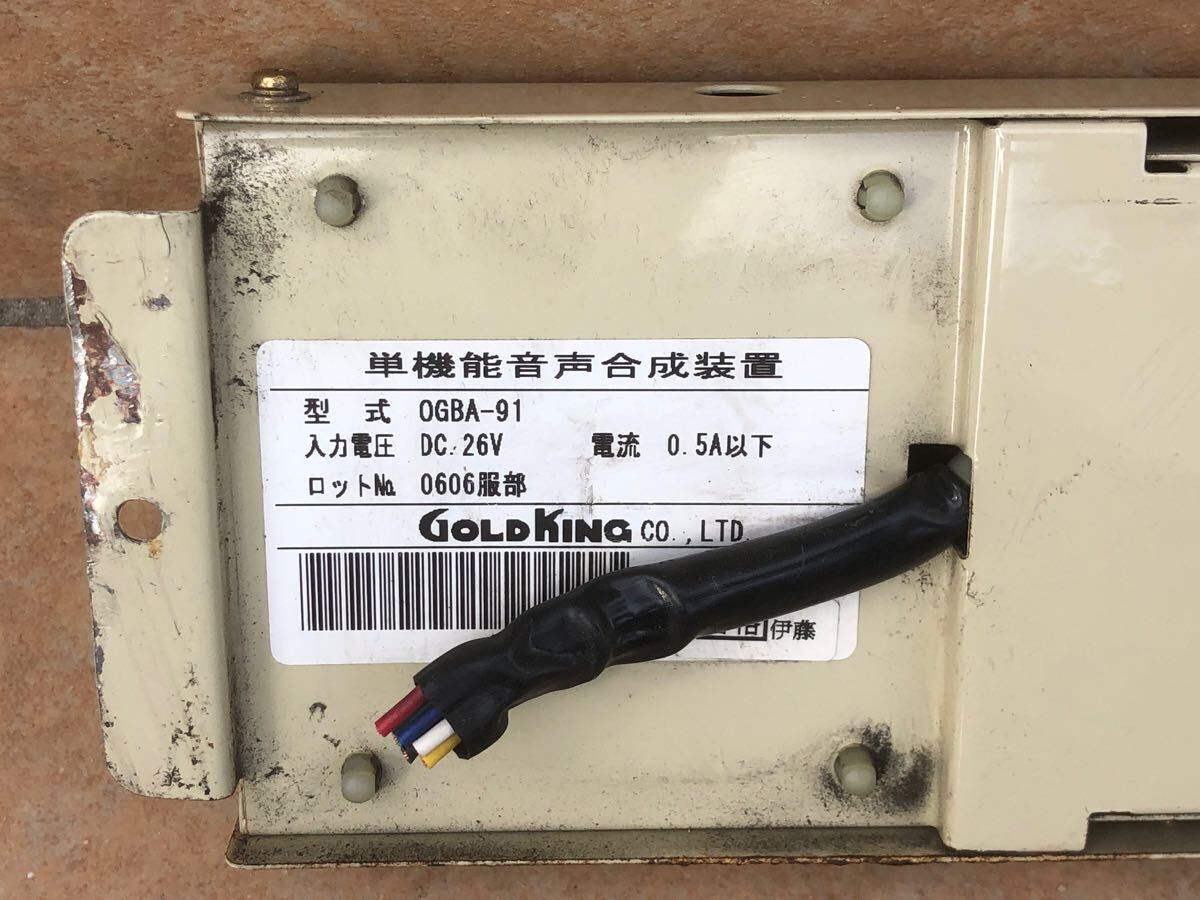 単機能音声合成装置
型 式 OGBA-91
入力電圧 DC.26V 電流 0.5A以下
ロット№ 0606服部
GOLDKING CO.,LTD.
伊藤